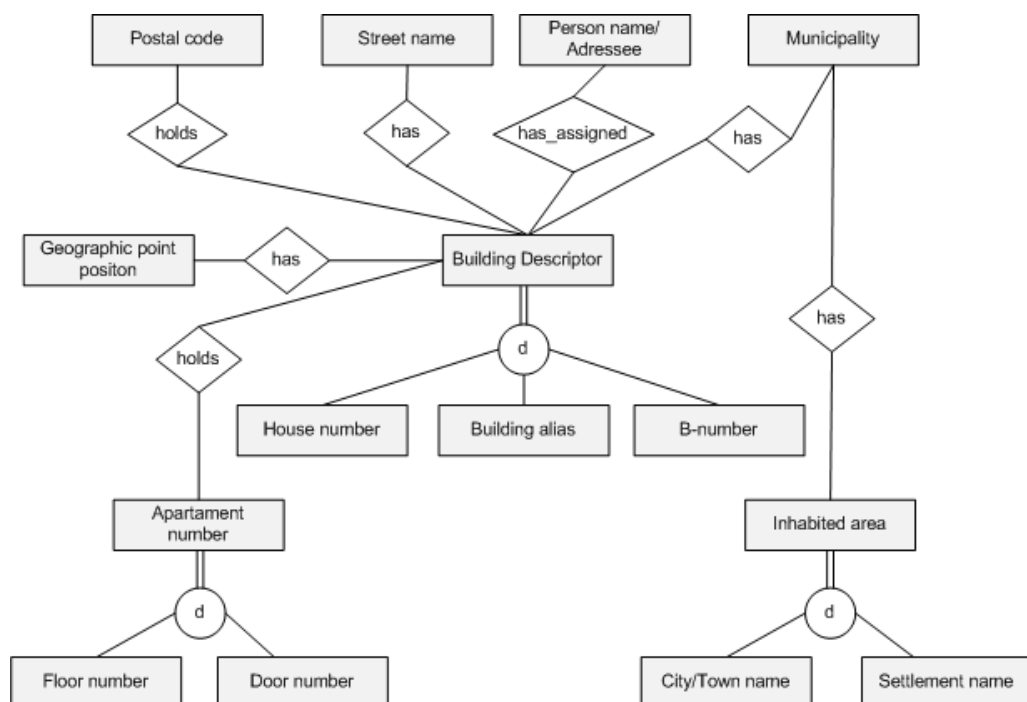 Postal code
Street name
Person name/
Adressee
Municipality
holds
has
has_assigned
has
Geographic point
positon
has
Building Descriptor
holds
d
has
House number
Building alias
B-number
Apartament
number
Inhabited area
d
d
Floor number
Door number
City/Town name
Settlement name